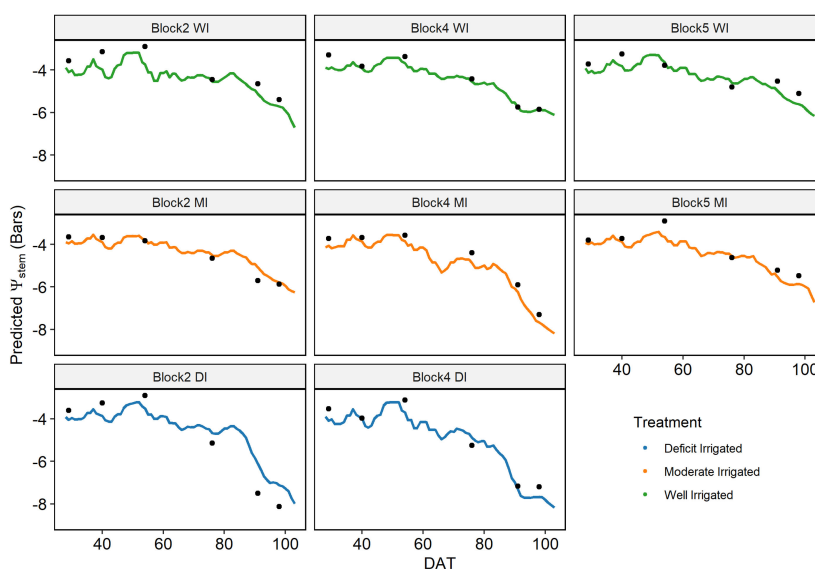 Block2 WI
Block4 WI
Block5 WI
-4
-6
-8
Block2 MI
Block4 MI
Block5 MI
-4
-6
-8
Predicted Ψstem (Bars)
40 60 80 100
Block2 DI
Block4 DI
-4
-6
-8
Treatment
Deficit Irrigated
Moderate Irrigated
Well Irrigated
40 60 80 100
40 60 80 100
DAT